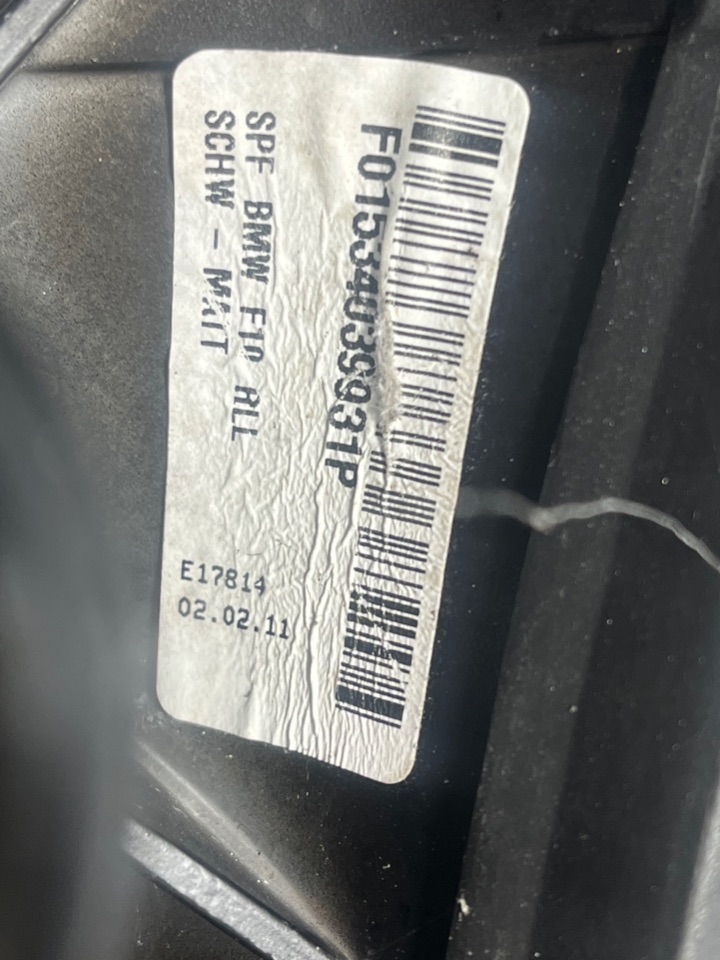 F01534039931P
SPF BMW F10 ALL
SCHW - MATT
E17814
02.02.11